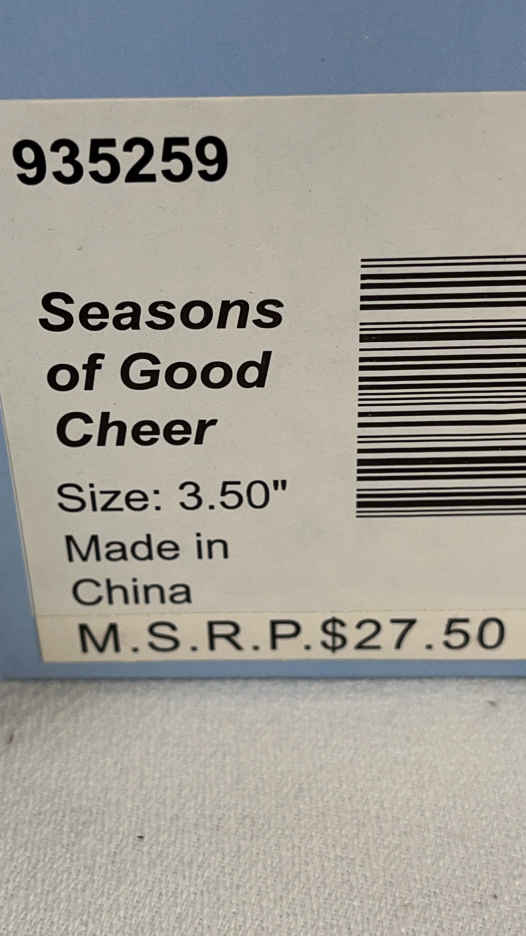 935259
Seasons
of Good
Cheer
Size: 3.50"
Made in
China
M.S.R.P.$27.50